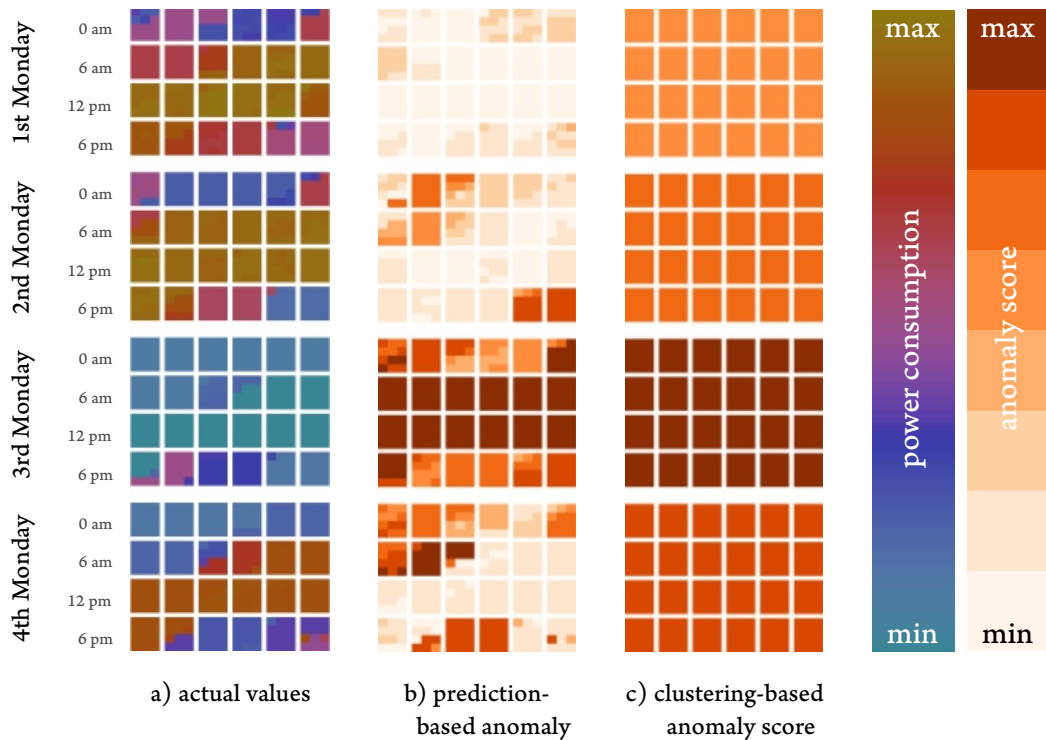 1st Monday
0 am
6 am
12 pm
6 pm
2nd Monday
0 am
6 am
12 pm
6 pm
3rd Monday
0 am
6 am
12 pm
6 pm
4th Monday
0 am
6 am
12 pm
6 pm
max
power consumption
min
max
anomaly score
min
a) actual values
b) prediction-
based anomaly
c) clustering-based
anomaly score